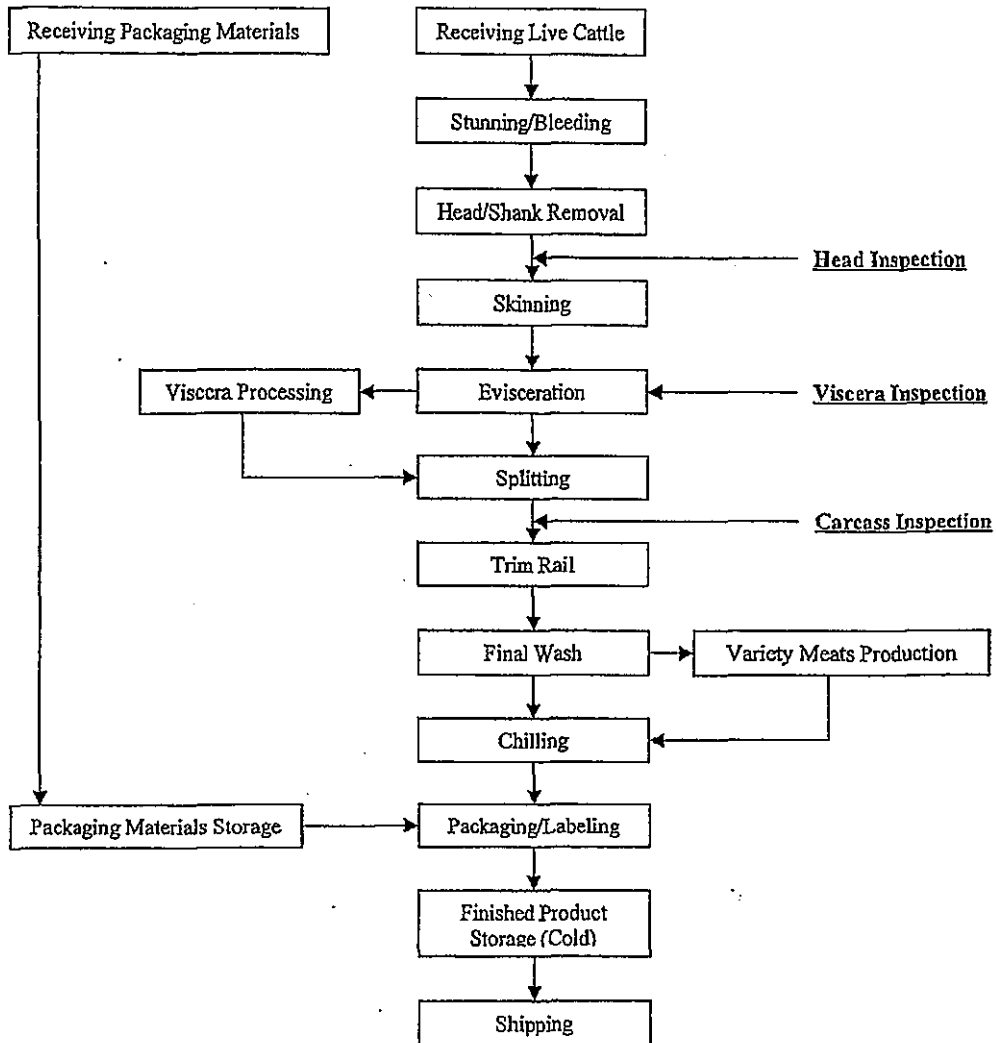 Receiving Packaging Materials
Receiving Live Cattle
Stunning/Bleeding
Head/Shank Removal
Head Inspection
Skinning
Viscera Processing
Evisceration
Viscera Inspection
Splitting
Carcass Inspection
Trim Rail
Final Wash
Variety Meats Production
Chilling
Packaging Materials Storage
Packaging/Labeling
Finished Product
Storage (Cold)
Shipping